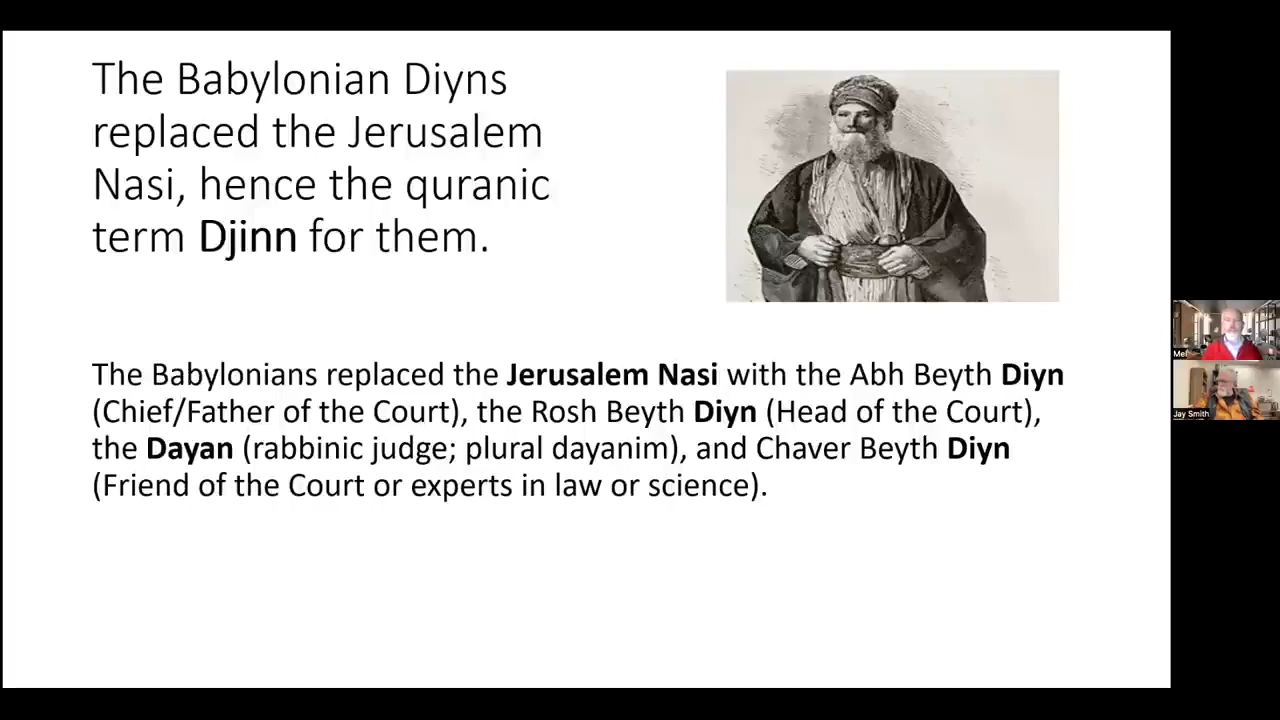 The Babylonian Diyns
replaced the Jerusalem
Nasi, hence the quranic
term Djinn for them.
The Babylonians replaced the Jerusalem Nasi with the Abh Beyth Diyn
(Chief/Father of the Court), the Rosh Beyth Diyn (Head of the Court),
the Dayan (rabbinic judge; plural dayanim), and Chaver Beyth Diyn
(Friend of the Court or experts in law or science).
Mel
Jay Smith